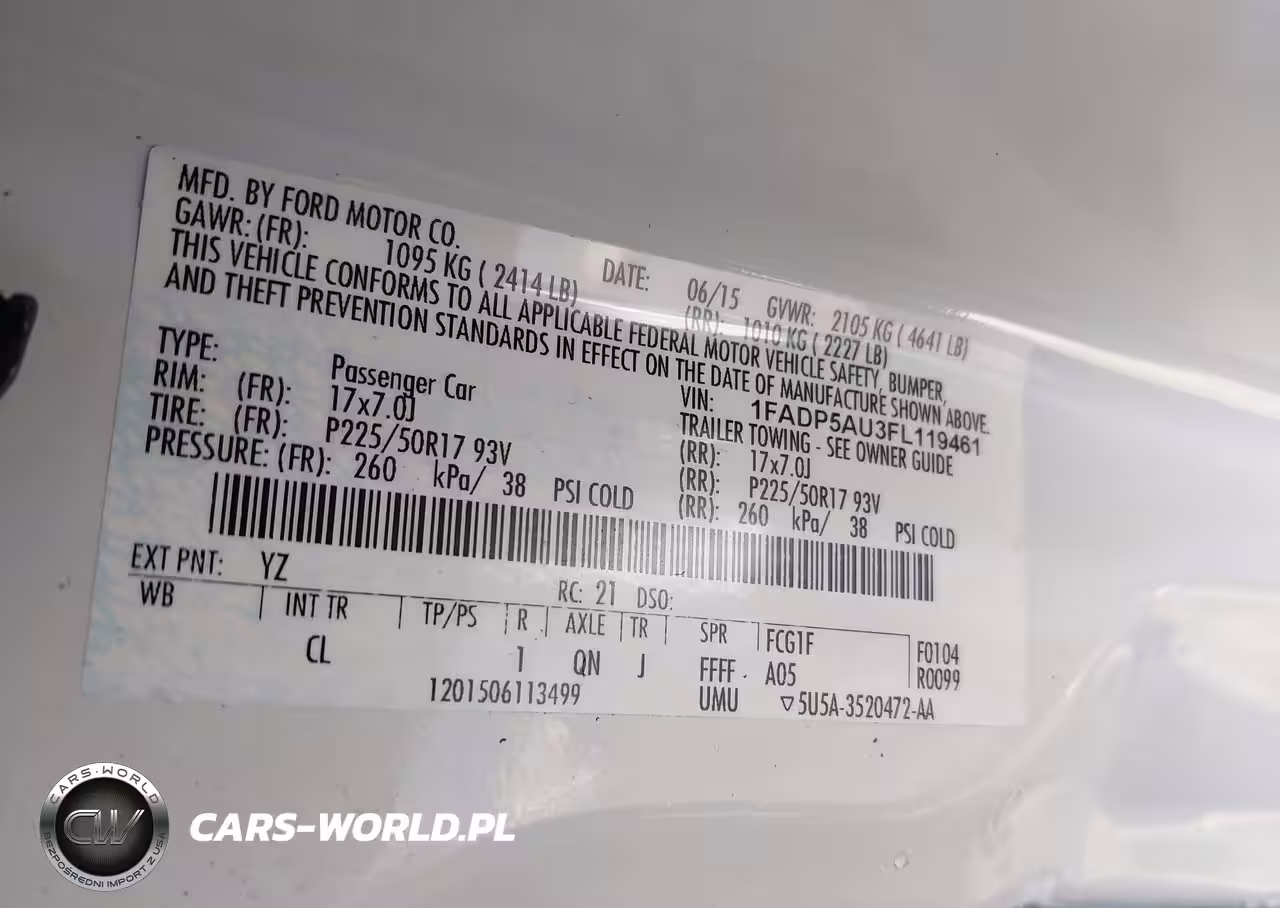 MFD. BY FORD MOTOR CO.
DATE: 06/15 GVWR: 2105 KG ( 4641 LB)
GAWR: (FR): 1095 KG ( 2414 LB) (RR): 1010 KG ( 2227 LB)
THIS VEHICLE CONFORMS TO ALL APPLICABLE FEDERAL MOTOR VEHICLE SAFETY, BUMPER,
AND THEFT PREVENTION STANDARDS IN EFFECT ON THE DATE OF MANUFACTURE SHOWN ABOVE.
VIN: 1FADP5AU3FL119461
TYPE: Passenger Car TRAILER TOWING - SEE OWNER GUIDE
RIM: (FR): 17x7.0J (RR): 17x7.0J
TIRE: (FR): P225/50R17 93V (RR): P225/50R17 93V
PRESSURE: (FR): 260 kPa/ 38 PSI COLD (RR): 260 kPa/ 38 PSI COLD
EXT PNT: YZ RC: 21 DSO:
WB INT TR TP/PS R AXLE TR SPR FCG1F F0104
CL 1 QN J FFFF A05 R0099
1201506113499 UMU ▽5U5A-3520472-AA
CARS-WORLD
CW
BEZPOŚREDNI IMPORT Z USA
CARS-WORLD.PL